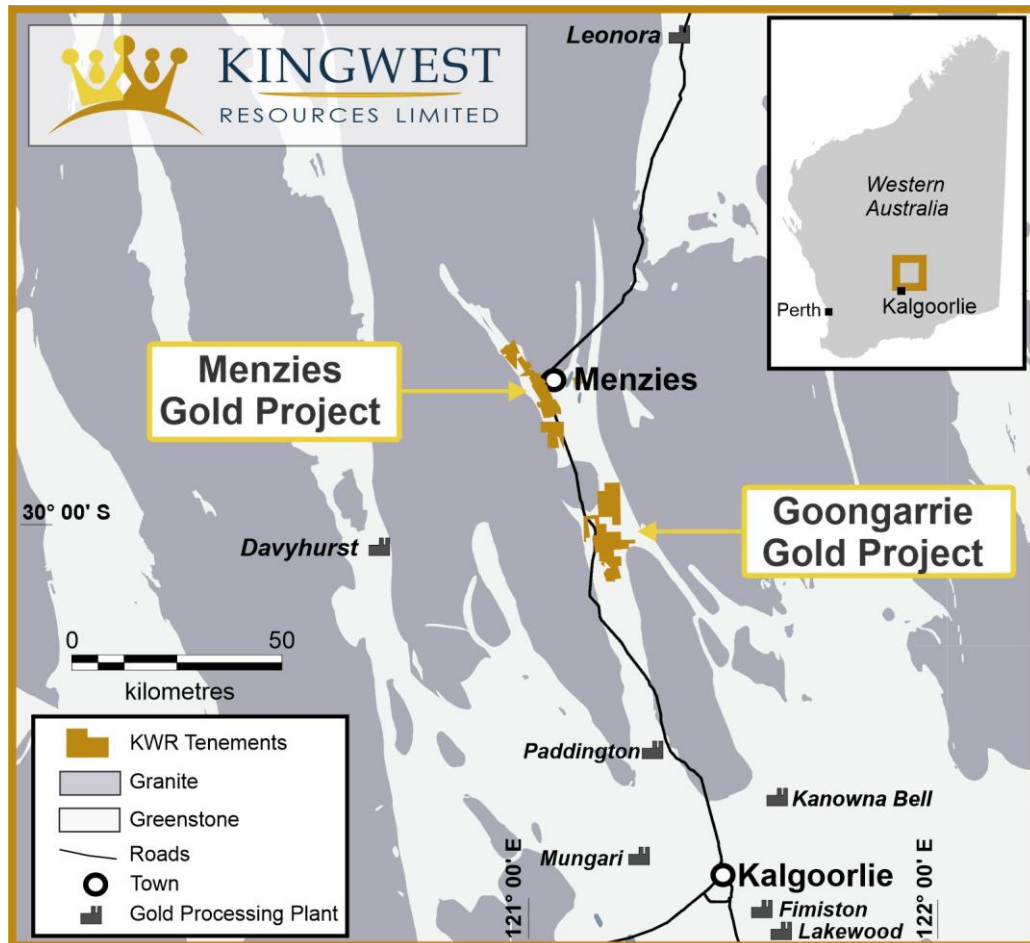 KINGWEST
RESOURCES LIMITED
Leonora
Western
Australia
Perth
Kalgoorlie
Menzies
Gold Project
Menzies
30° 00' S
Davyhurst
Goongarrie
Gold Project
0 50
kilometres
KWR Tenements
Granite
Greenstone
Roads
Town
Gold Processing Plant
Paddington
Kanowna Bell
Mungari
121° 00' E
Kalgoorlie
122° 00' E
Fimiston
Lakewood